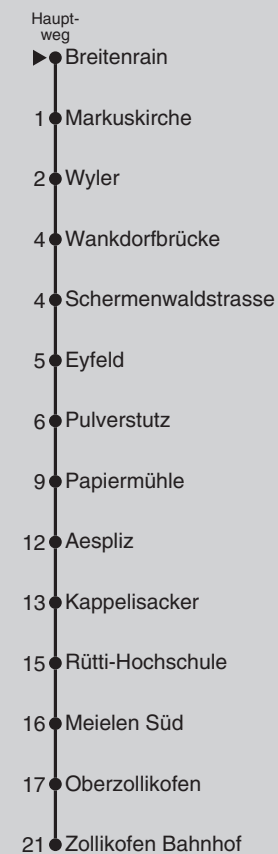 Haupt-
weg
Breitenrain
1 Markuskirche
2 Wyler
4 Wankdorfbrücke
4 Schermenwaldstrasse
5 Eyfeld
6 Pulverstutz
9 Papiermühle
12 Aespliz
13 Kappelisacker
15 Rütti-Hochschule
16 Meielen Süd
17 Oberzollikofen
21 Zollikofen Bahnhof